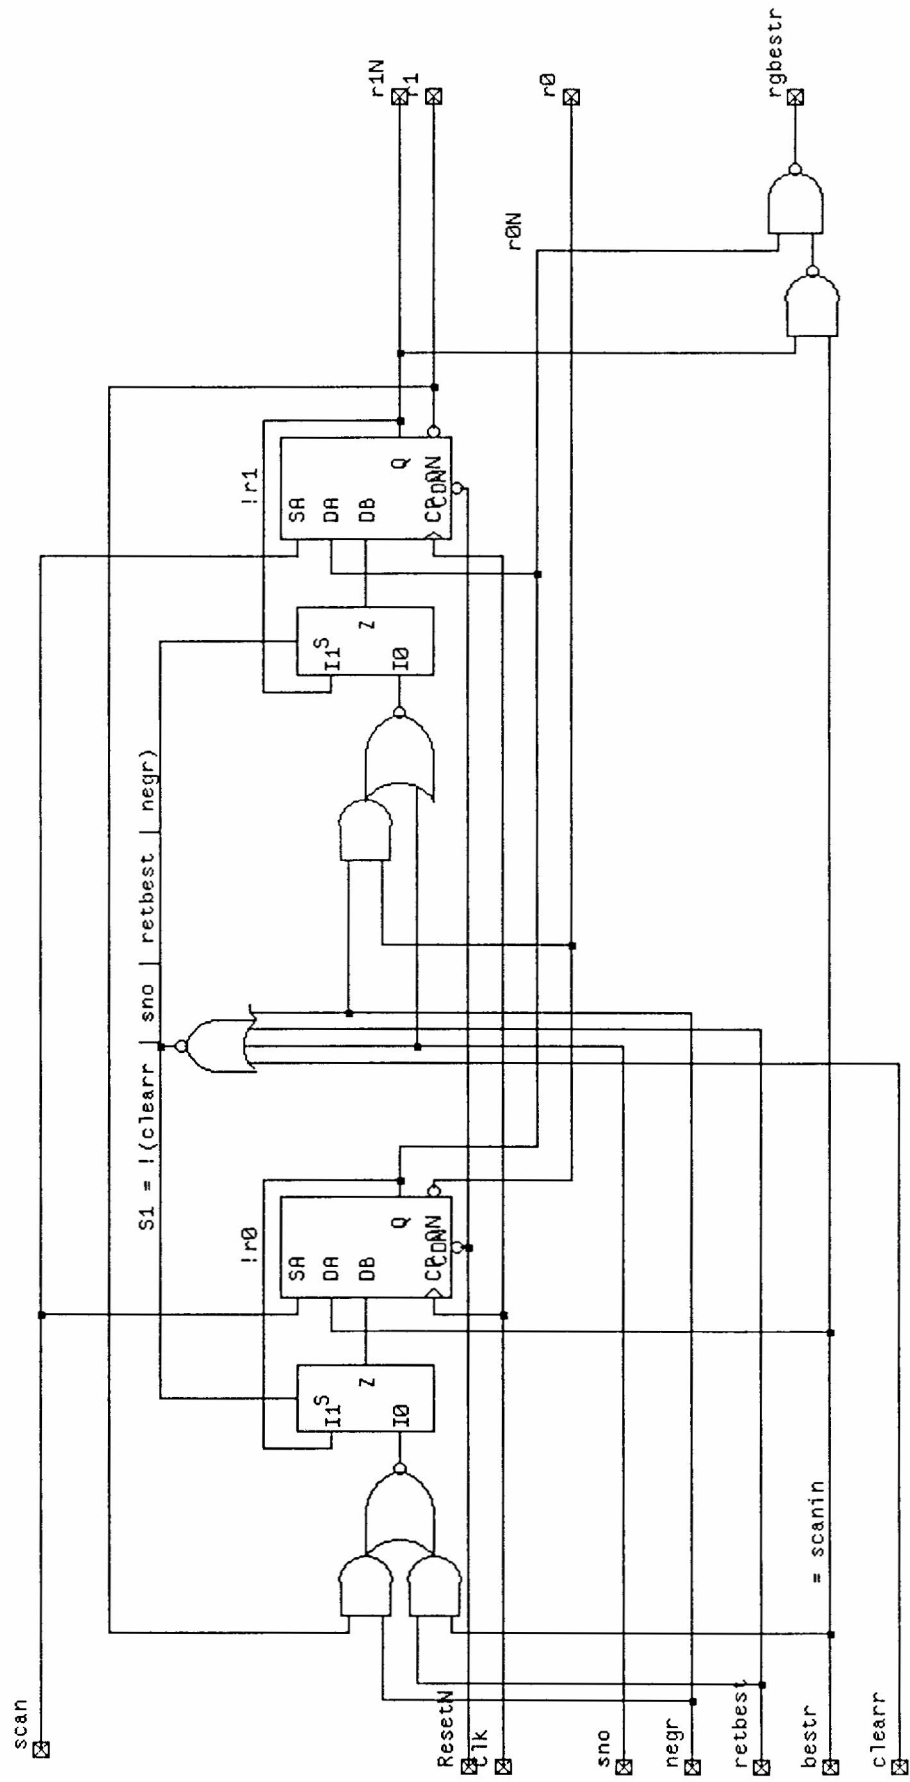 scan
ResetN
Clk
sno
negr
retbest
bestr
clearr
= scanin
I1
S
I0
Z
!r0
SA
DA
DB
CP
CDN
Q
QN
S1 = !(clearr | sno | retbest | negr)
I1
S
I0
Z
!r1
SA
DA
DB
CP
CDN
Q
QN
r0N
r1N
r1
r0
rgbestr